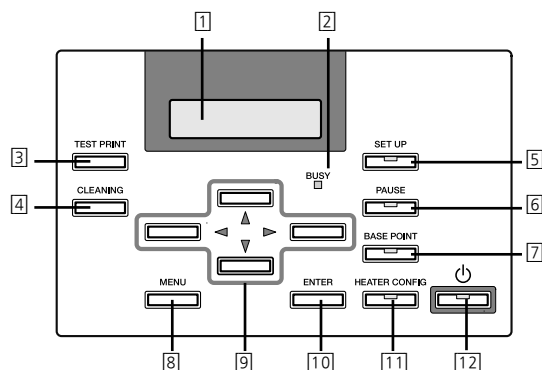 1
2
TEST PRINT
3
SET UP
5
BUSY
CLEANING
4
PAUSE
6
BASE POINT
7
MENU
ENTER
HEATER CONFIG
8
9
10
11
12